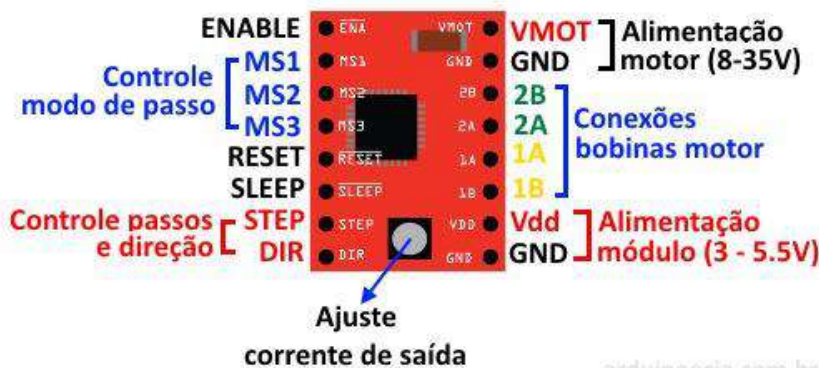 ENABLE ENA VMOT VMOT Alimentação
Controle MS1 MS1 GND GND motor (8-35V)
modo de passo MS2 MS2 2B 2B Conexões
MS3 MS3 2A 2A bobinas motor
RESET RESET 1A 1A
SLEEP SLEEP 1B 1B
Controle passos STEP STEP VDD Vdd Alimentação
e direção DIR DIR GND GND módulo (3 - 5.5V)
Ajuste
corrente de saída